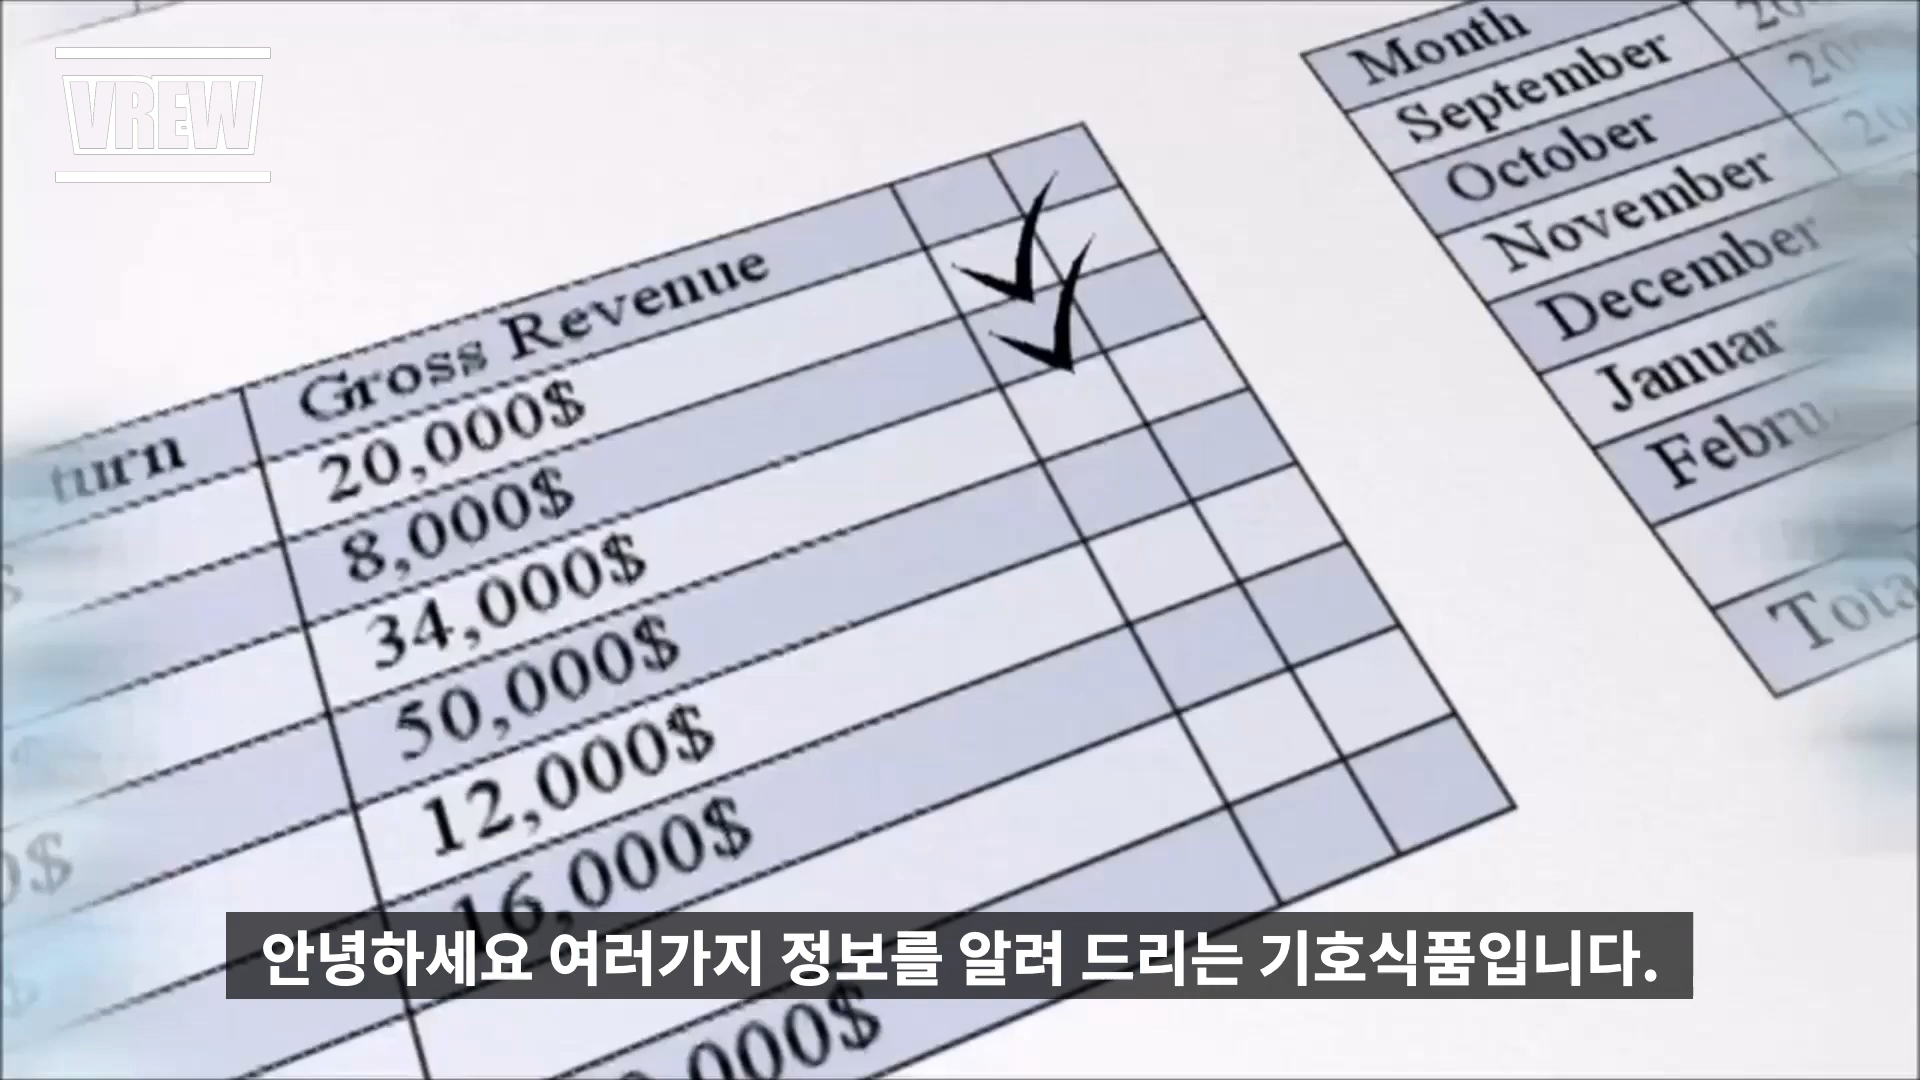 VREW
Month
September
October
November
December
Januar
Febru
Tota
turn
Gross Revenue
20,000$
8,000$
34,000$
50,000$
12,000$
16,000$
안녕하세요 여러가지 정보를 알려 드리는 기호식품입니다.
000$